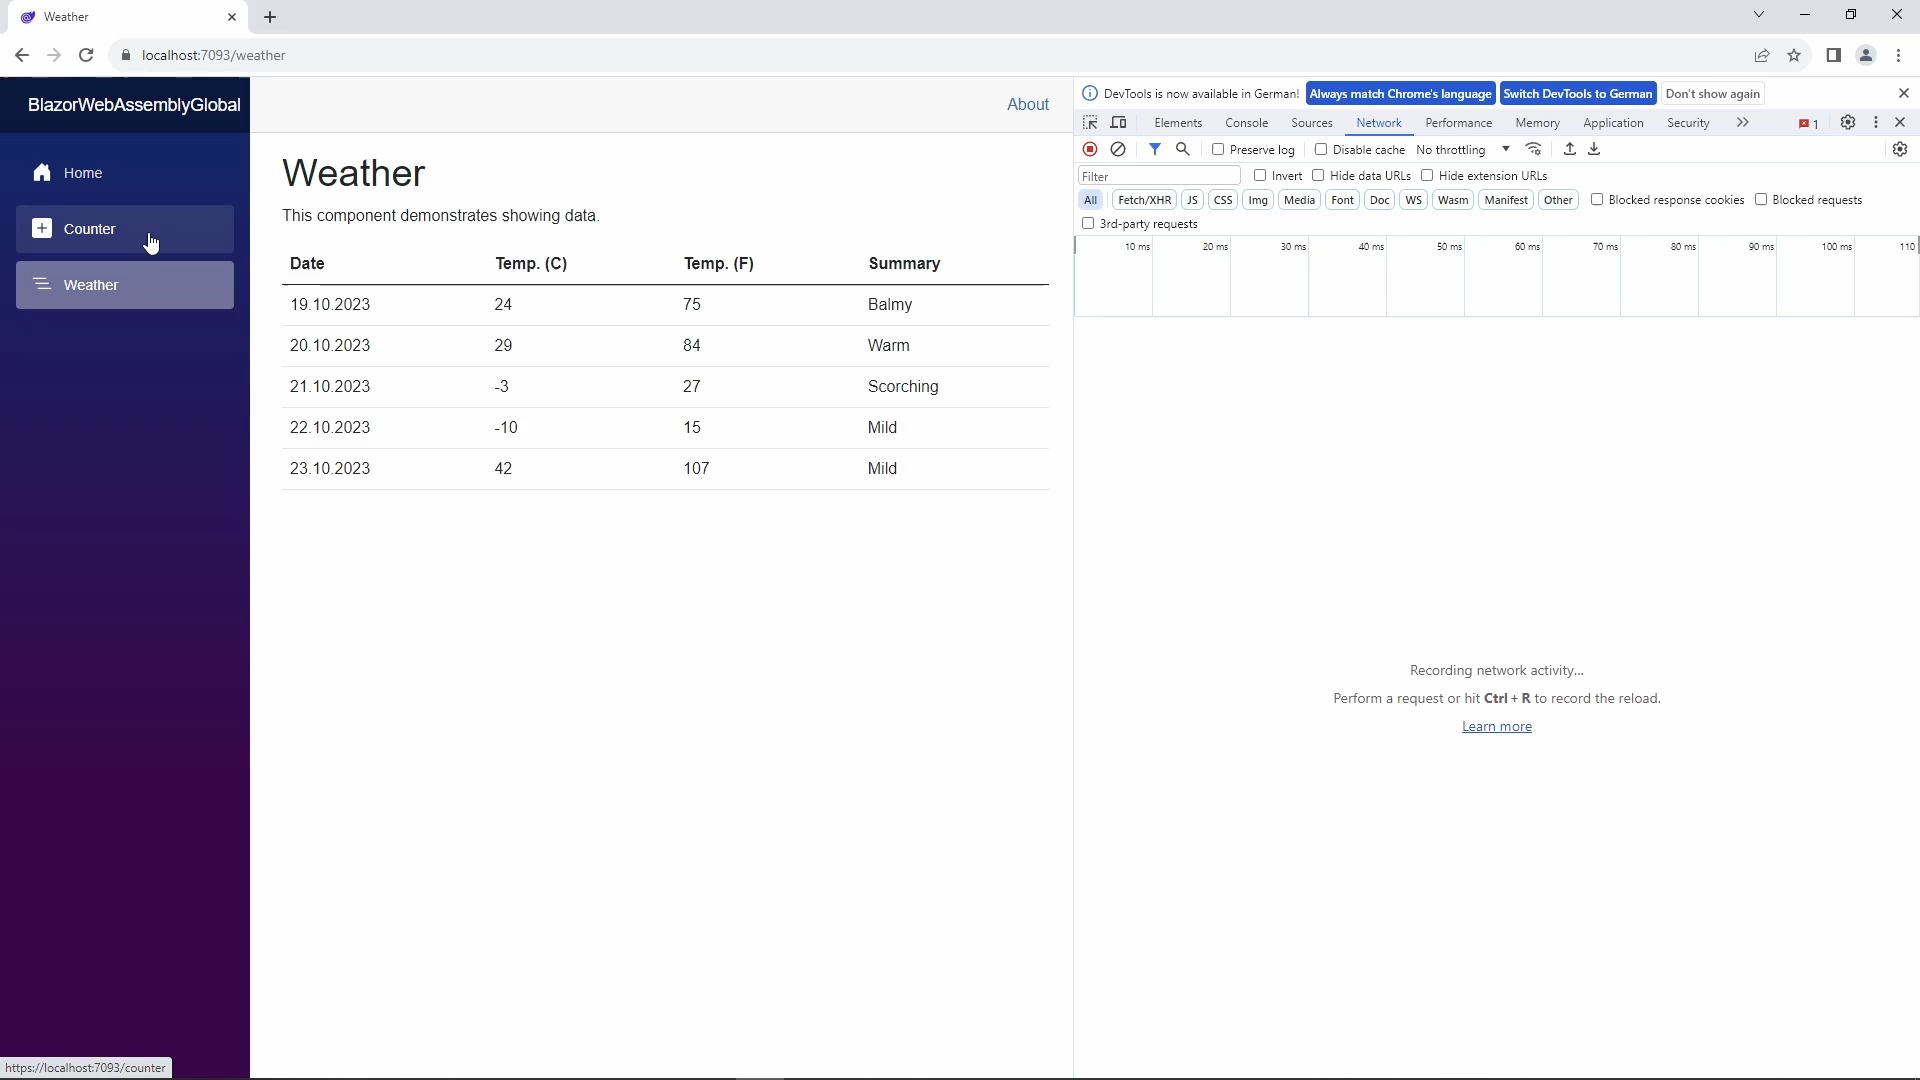 Weather
localhost:7093/weather
BlazorWebAssemblyGlobal
Home
Counter
Weather
https://localhost:7093/counter
About
Weather
This component demonstrates showing data.
Date Temp. (C) Temp. (F) Summary
19.10.2023 24 75 Balmy
20.10.2023 29 84 Warm
21.10.2023 -3 27 Scorching
22.10.2023 -10 15 Mild
23.10.2023 42 107 Mild
DevTools is now available in German! Always match Chrome's language Switch DevTools to German Don't show again
Elements Console Sources Network Performance Memory Application Security 1
Preserve log Disable cache No throttling
Filter Invert Hide data URLs Hide extension URLs
All Fetch/XHR JS CSS Img Media Font Doc WS Wasm Manifest Other Blocked response cookies Blocked requests
3rd-party requests
10 ms 20 ms 30 ms 40 ms 50 ms 60 ms 70 ms 80 ms 90 ms 100 ms 110
Recording network activity...
Perform a request or hit Ctrl + R to record the reload.
Learn more